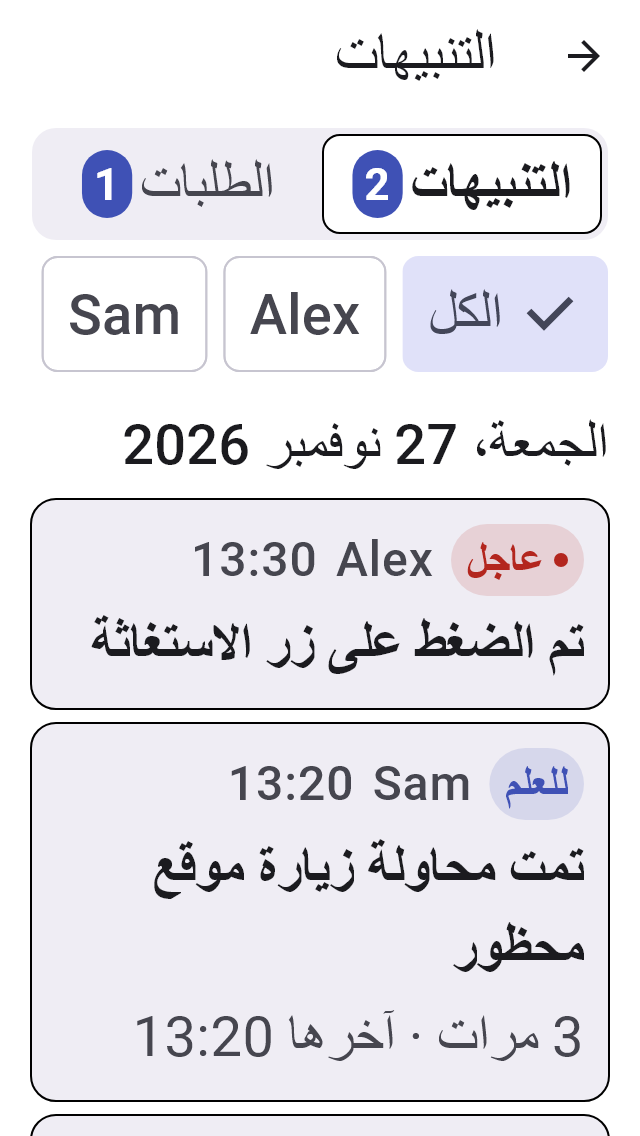 التنبيهات
التنبيهات 2
الطلبات 1
الكل
Alex
Sam
الجمعة، 27 نوفمبر 2026
• عاجل Alex 13:30
تم الضغط على زر الاستغاثة
للعلم Sam 13:20
تمت محاولة زيارة موقع
محظور
3 مرات · آخرها 13:20